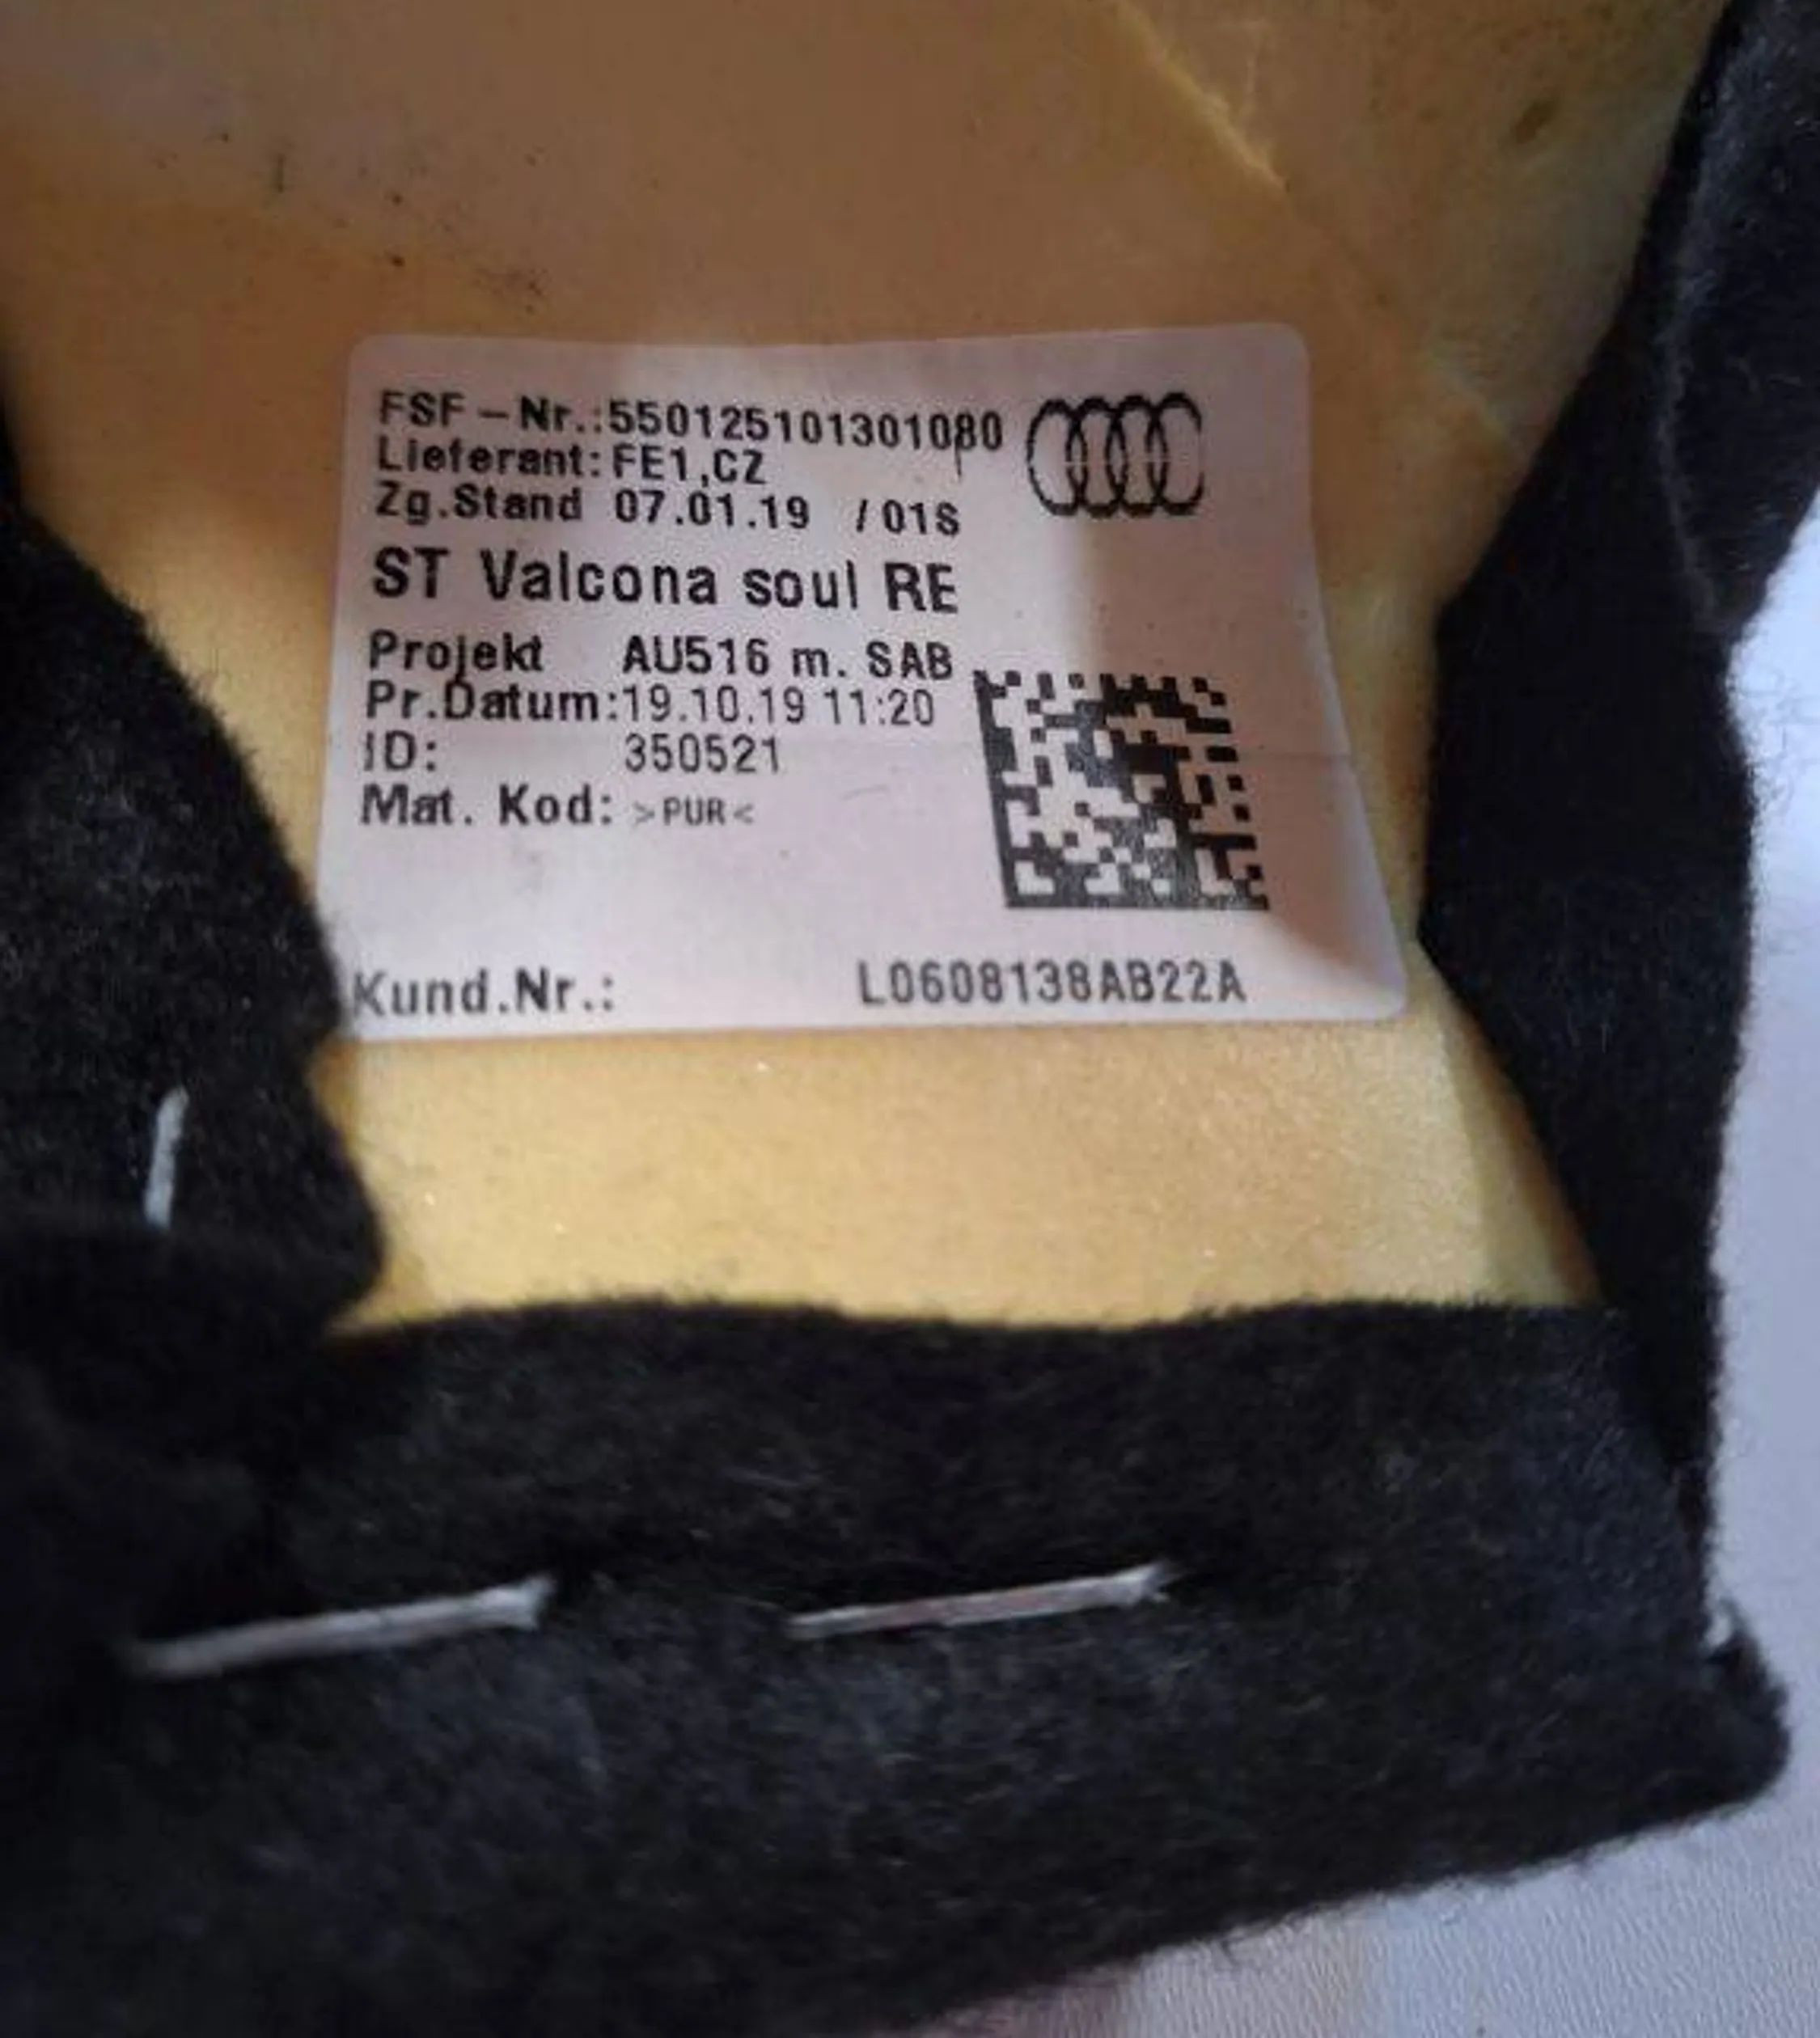 FSF-Nr.:550125101301080
Lieferant: FE1,CZ
Zg.Stand 07.01.19 /01S
ST Valcona soul RE
Projekt AU516 m. SAB
Pr.Datum:19.10.19 11:20
ID: 350521
Mat. Kod: >PUR<
Kund.Nr.: L0608138AB22A